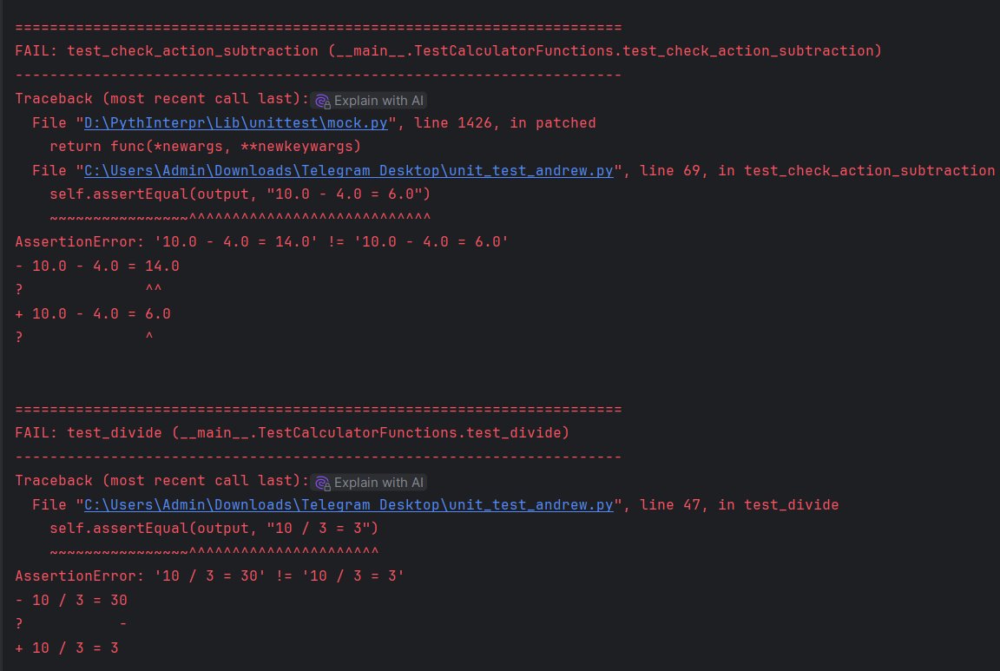 ======================================================================
FAIL: test_check_action_subtraction (__main__.TestCalculatorFunctions.test_check_action_subtraction)
----------------------------------------------------------------------
Traceback (most recent call last): Explain with AI
  File "D:\PythInterpr\Lib\unittest\mock.py", line 1426, in patched
    return func(*newargs, **newkeywargs)
  File "C:\Users\Admin\Downloads\Telegram Desktop\unit_test_andrew.py", line 69, in test_check_action_subtraction
    self.assertEqual(output, "10.0 - 4.0 = 6.0")
    ~~~~~~~~~~~~~~~~^^^^^^^^^^^^^^^^^^^^^^^^^^^^
AssertionError: '10.0 - 4.0 = 14.0' != '10.0 - 4.0 = 6.0'
- 10.0 - 4.0 = 14.0
?              ^^
+ 10.0 - 4.0 = 6.0
?              ^
======================================================================
FAIL: test_divide (__main__.TestCalculatorFunctions.test_divide)
----------------------------------------------------------------------
Traceback (most recent call last): Explain with AI
  File "C:\Users\Admin\Downloads\Telegram Desktop\unit_test_andrew.py", line 47, in test_divide
    self.assertEqual(output, "10 / 3 = 3")
    ~~~~~~~~~~~~~~~~^^^^^^^^^^^^^^^^^^^^^^
AssertionError: '10 / 3 = 30' != '10 / 3 = 3'
- 10 / 3 = 30
?           -
+ 10 / 3 = 3